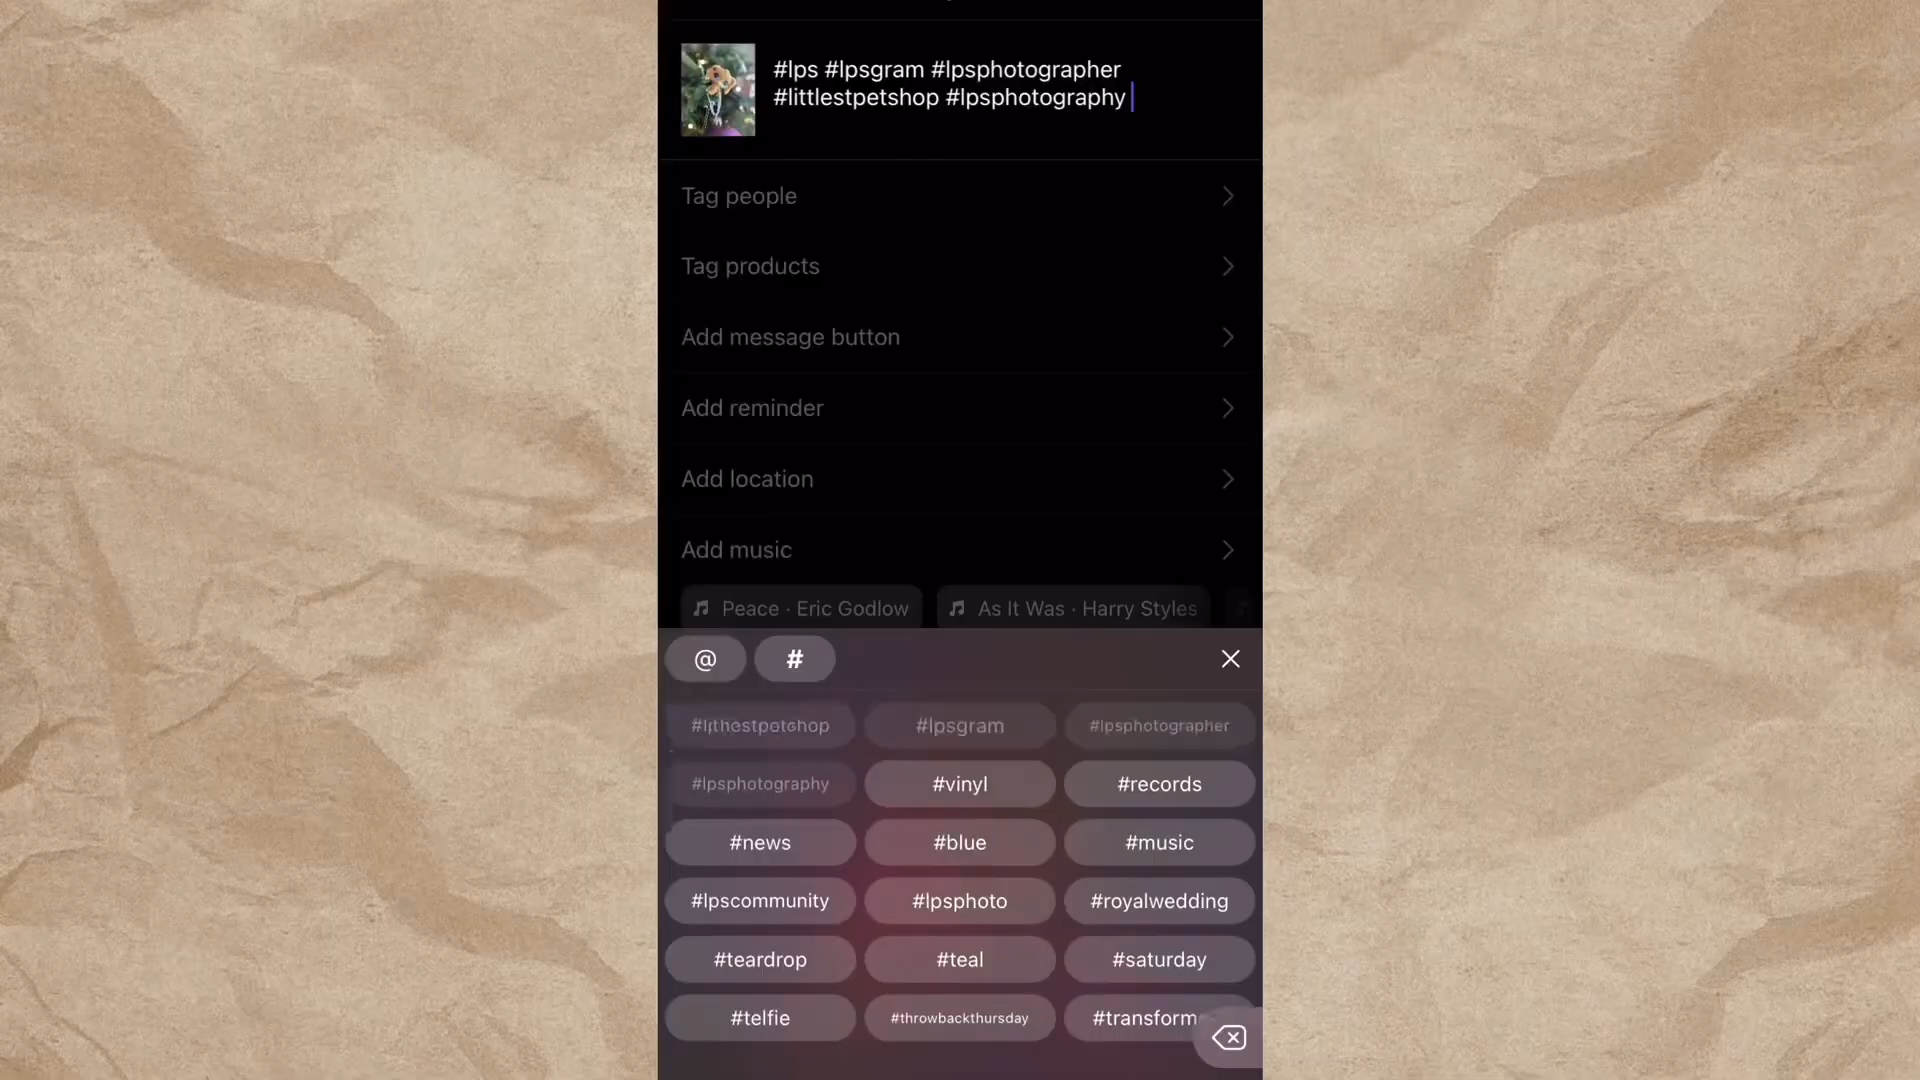 #lps #lpsgram #lpsphotographer
#littlestpetshop #lpsphotography
Tag people
Tag products
Add message button
Add reminder
Add location
Add music
Peace · Eric Godlow
As It Was · Harry Styles
@ #
#lpsgram #lpsphotographer
#lpsphotography #vinyl #records
#news #blue #music
#lpscommunity #lpsphoto #royalwedding
#teardrop #teal #saturday
#telfie #throwbackthursday #transform